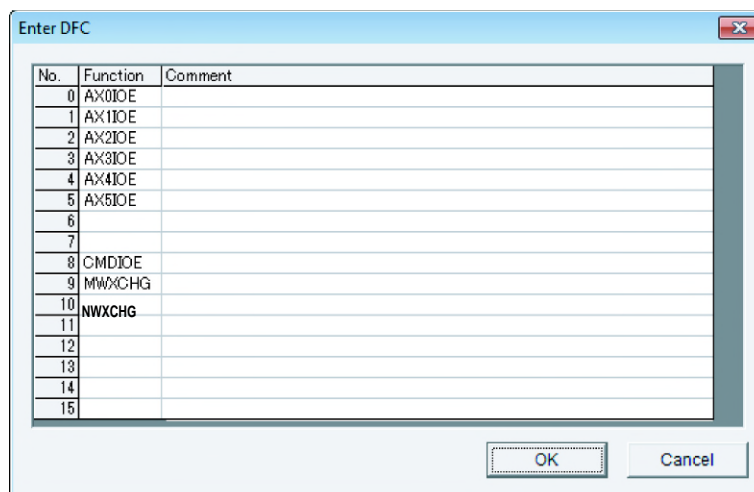 Enter DFC
No. Function Comment
0 AX0IOE
1 AX1IOE
2 AX2IOE
3 AX3IOE
4 AX4IOE
5 AX5IOE
6
7
8 CMDIOE
9 MWXCHG
10 NWXCHG
11
12
13
14
15
OK Cancel